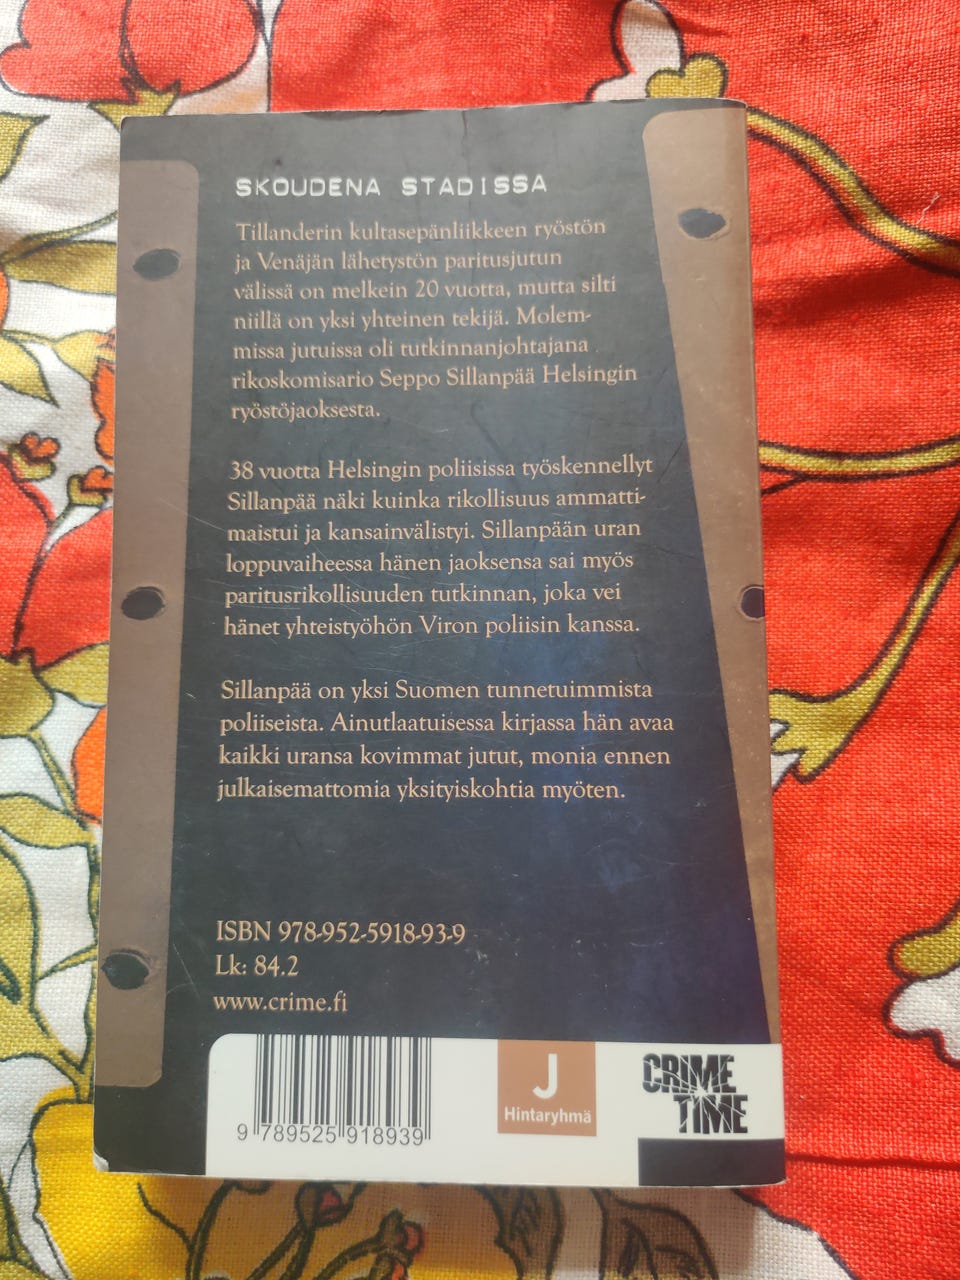 SKOUDENA STADISSA
Tillanderin kultasepänliikkeen ryöstön
ja Venäjän lähetystön paritusjutun
välissä on melkein 20 vuotta, mutta silti
niillä on yksi yhteinen tekijä. Molem-
missa jutuissa oli tutkinnanjohtajana
rikoskomisario Seppo Sillanpää Helsingin
ryöstöjaoksesta.
38 vuotta Helsingin poliisissa työskennellyt
Sillanpää näki kuinka rikollisuus ammatti-
maistui ja kansainvälistyi. Sillanpään uran
loppuvaiheessa hänen jaoksensa sai myös
paritusrikollisuuden tutkinnan, joka vei
hänet yhteistyöhön Viron poliisin kanssa.
Sillanpää on yksi Suomen tunnetuimmista
poliiseista. Ainutlaatuisessa kirjassa hän avaa
kaikki uransa kovimmat jutut, monia ennen
julkaisemattomia yksityiskohtia myöten.
ISBN 978-952-5918-93-9
Lk: 84.2
www.crime.fi
9 789525 918939
J
Hintaryhmä
CRIME
TIME